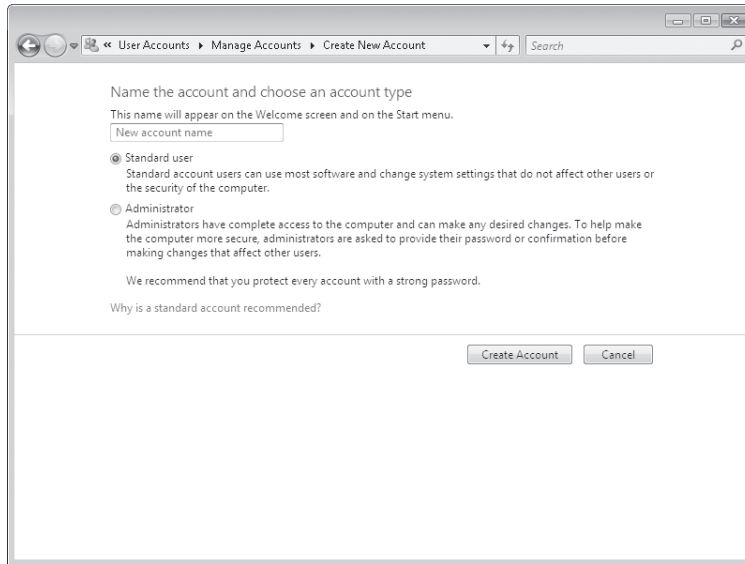 « User Accounts ▸ Manage Accounts ▸ Create New Account
Search
Name the account and choose an account type
This name will appear on the Welcome screen and on the Start menu.
New account name
Standard user
Standard account users can use most software and change system settings that do not affect other users or
the security of the computer.
Administrator
Administrators have complete access to the computer and can make any desired changes. To help make
the computer more secure, administrators are asked to provide their password or confirmation before
making changes that affect other users.
We recommend that you protect every account with a strong password.
Why is a standard account recommended?
Create Account
Cancel